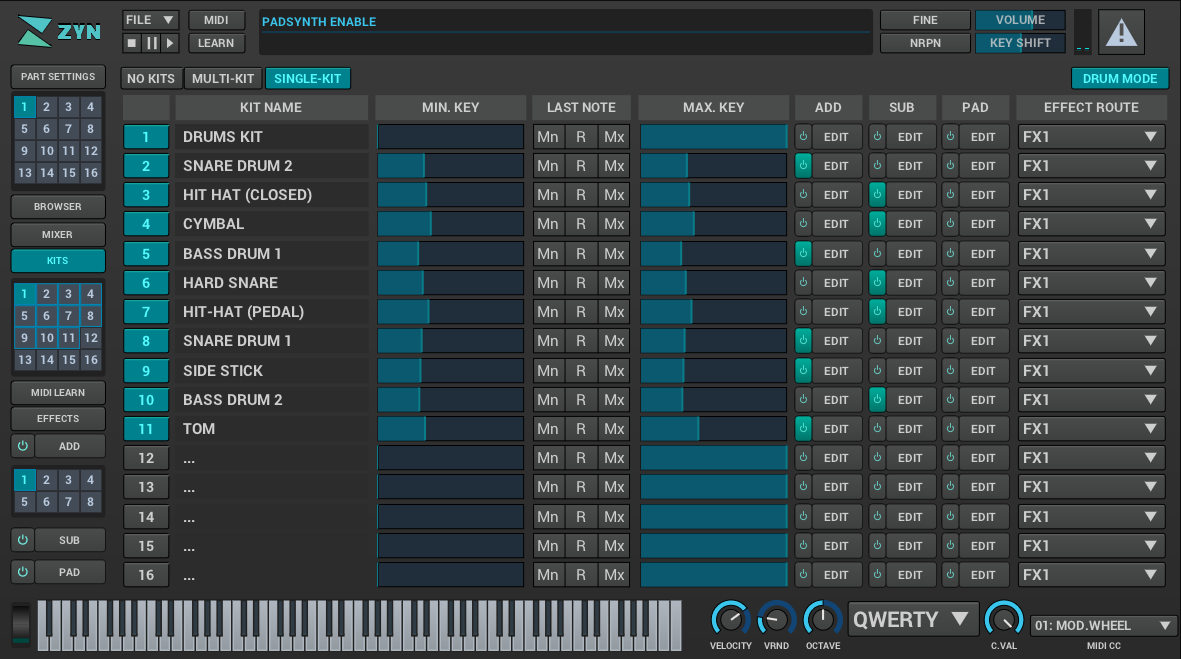 ZYN FILE MIDI LEARN PADSYNTH ENABLE FINE VOLUME NRPN KEY SHIFT
PART SETTINGS
1 2 3 4
5 6 7 8
9 10 11 12
13 14 15 16
BROWSER
MIXER
KITS
1 2 3 4
5 6 7 8
9 10 11 12
13 14 15 16
MIDI LEARN
EFFECTS
ADD
1 2 3 4
5 6 7 8
SUB
PAD
NO KITS MULTI-KIT SINGLE-KIT DRUM MODE
KIT NAME MIN. KEY LAST NOTE MAX. KEY ADD SUB PAD EFFECT ROUTE
1 DRUMS KIT Mn R Mx EDIT EDIT EDIT FX1
2 SNARE DRUM 2 Mn R Mx EDIT EDIT EDIT FX1
3 HIT HAT (CLOSED) Mn R Mx EDIT EDIT EDIT FX1
4 CYMBAL Mn R Mx EDIT EDIT EDIT FX1
5 BASS DRUM 1 Mn R Mx EDIT EDIT EDIT FX1
6 HARD SNARE Mn R Mx EDIT EDIT EDIT FX1
7 HIT-HAT (PEDAL) Mn R Mx EDIT EDIT EDIT FX1
8 SNARE DRUM 1 Mn R Mx EDIT EDIT EDIT FX1
9 SIDE STICK Mn R Mx EDIT EDIT EDIT FX1
10 BASS DRUM 2 Mn R Mx EDIT EDIT EDIT FX1
11 TOM Mn R Mx EDIT EDIT EDIT FX1
12 ... Mn R Mx EDIT EDIT EDIT FX1
13 ... Mn R Mx EDIT EDIT EDIT FX1
14 ... Mn R Mx EDIT EDIT EDIT FX1
15 ... Mn R Mx EDIT EDIT EDIT FX1
16 ... Mn R Mx EDIT EDIT EDIT FX1
VELOCITY VRND OCTAVE QWERTY C.VAL 01: MOD.WHEEL
MIDI CC